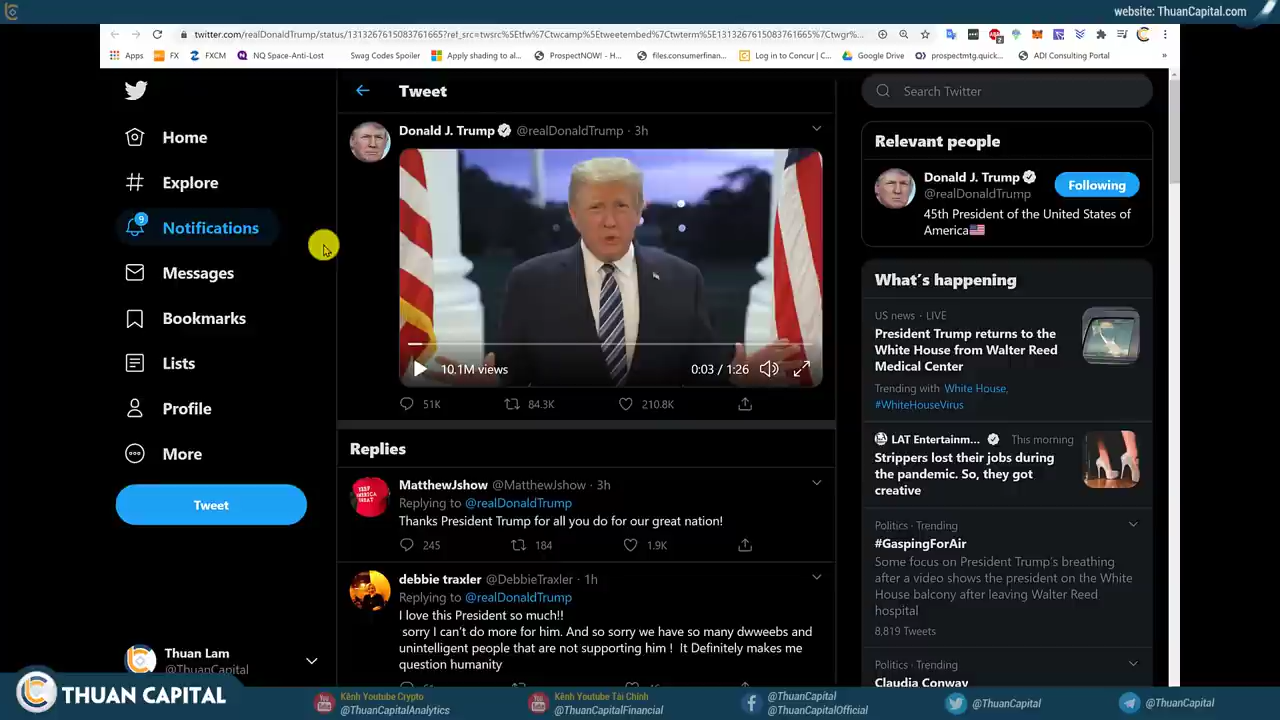 website: ThuanCapital.com
twitter.com/realDonaldTrump/status/1313267615083716165?rel_src=twsrc%5Etfw%7Ctwcamp%5Etweetembed%7Ctwterm%5E1313267615083716165%7Ctwgr%...
Apps
FX
FXCM
NQ Space-Anti-Lost
Swag Codes Spoiler
Apply shading to al...
ProspectNOW! - H...
files.consumerfinan...
Log in to Concur | C...
Google Drive
prospectmtg.quick...
ADI Consulting Portal
»
Home
Explore
9
Notifications
Messages
Bookmarks
Lists
Profile
More
Tweet
Thuan Lam
@ThuanCapital
Tweet
Donald J. Trump @realDonaldTrump · 3h
10.1M views
0:03 / 1:26
51K
84.3K
210.8K
Replies
MatthewJshow @MatthewJshow · 3h
Replying to @realDonaldTrump
Thanks President Trump for all you do for our great nation!
245
184
1.9K
debbie traxler @DebbieTraxler · 1h
Replying to @realDonaldTrump
I love this President so much!!
sorry I can't do more for him. And so sorry we have so many dwweebs and
unintelligent people that are not supporting him ! It Definitely makes me
question humanity
Search Twitter
Relevant people
Donald J. Trump
@realDonaldTrump
Following
45th President of the United States of
America
What's happening
US news · LIVE
President Trump returns to the
White House from Walter Reed
Medical Center
Trending with White House,
#WhiteHouseVirus
LAT Entertainm...
This morning
Strippers lost their jobs during
the pandemic. So, they got
creative
Politics · Trending
#GaspingForAir
Some focus on President Trump's breathing
after a video shows the president on the White
House balcony after leaving Walter Reed
hospital
8,819 Tweets
Politics · Trending
Claudia Conway
THUAN CAPITAL
Kênh Youtube Crypto
@ThuanCapitalAnalytics
Kênh Youtube Tài Chính
@ThuanCapitalFinancial
@ThuanCapital
@ThuanCapitalOfficial
@ThuanCapital
@ThuanCapital